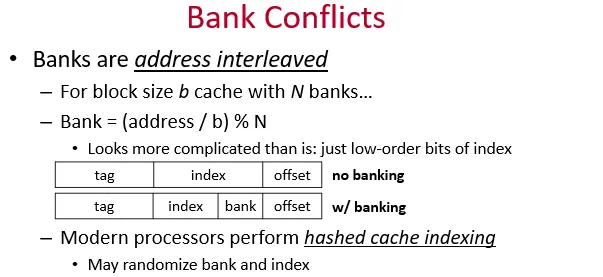 Bank Conflicts
• Banks are address interleaved
– For block size b cache with N banks…
– Bank = (address / b) % N
• Looks more complicated than is: just low-order bits of index
tag index offset no banking
tag index bank offset w/ banking
– Modern processors perform hashed cache indexing
• May randomize bank and index